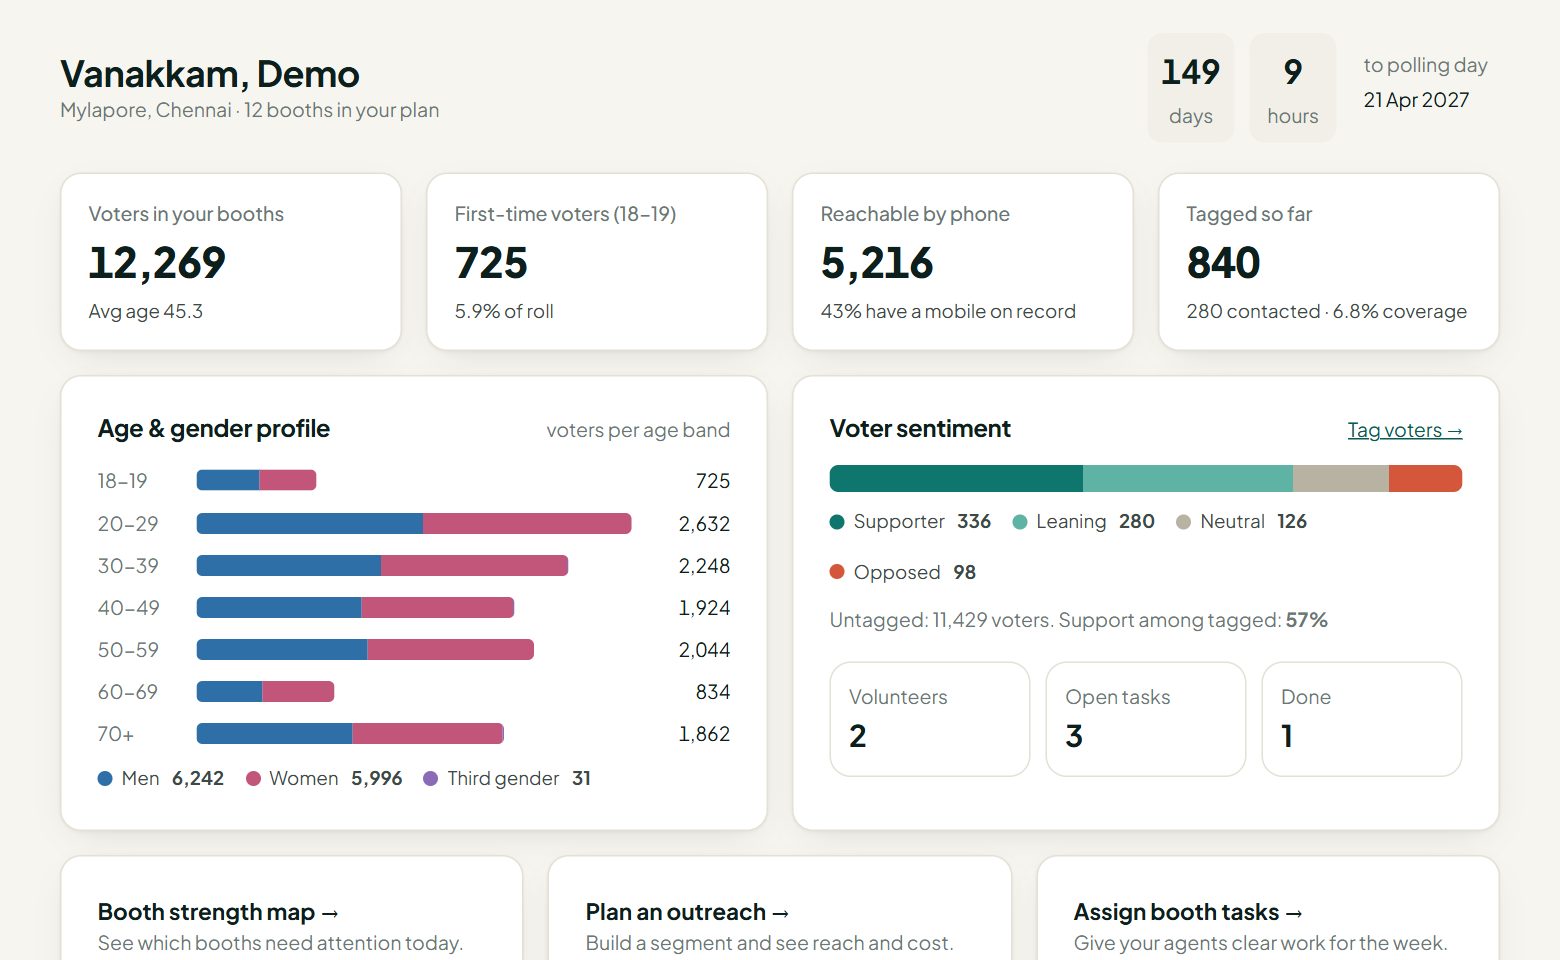 Vanakkam, Demo
Mylapore, Chennai · 12 booths in your plan
149
days
9
hours
to polling day
21 Apr 2027
Voters in your booths
12,269
Avg age 45.3
First-time voters (18–19)
725
5.9% of roll
Reachable by phone
5,216
43% have a mobile on record
Tagged so far
840
280 contacted · 6.8% coverage
Age & gender profile
voters per age band
18–19 725
20–29 2,632
30–39 2,248
40–49 1,924
50–59 2,044
60–69 834
70+ 1,862
Men 6,242 Women 5,996 Third gender 31
Voter sentiment
Tag voters →
Supporter 336 Leaning 280 Neutral 126
Opposed 98
Untagged: 11,429 voters. Support among tagged: 57%
Volunteers
2
Open tasks
3
Done
1
Booth strength map →
See which booths need attention today.
Plan an outreach →
Build a segment and see reach and cost.
Assign booth tasks →
Give your agents clear work for the week.